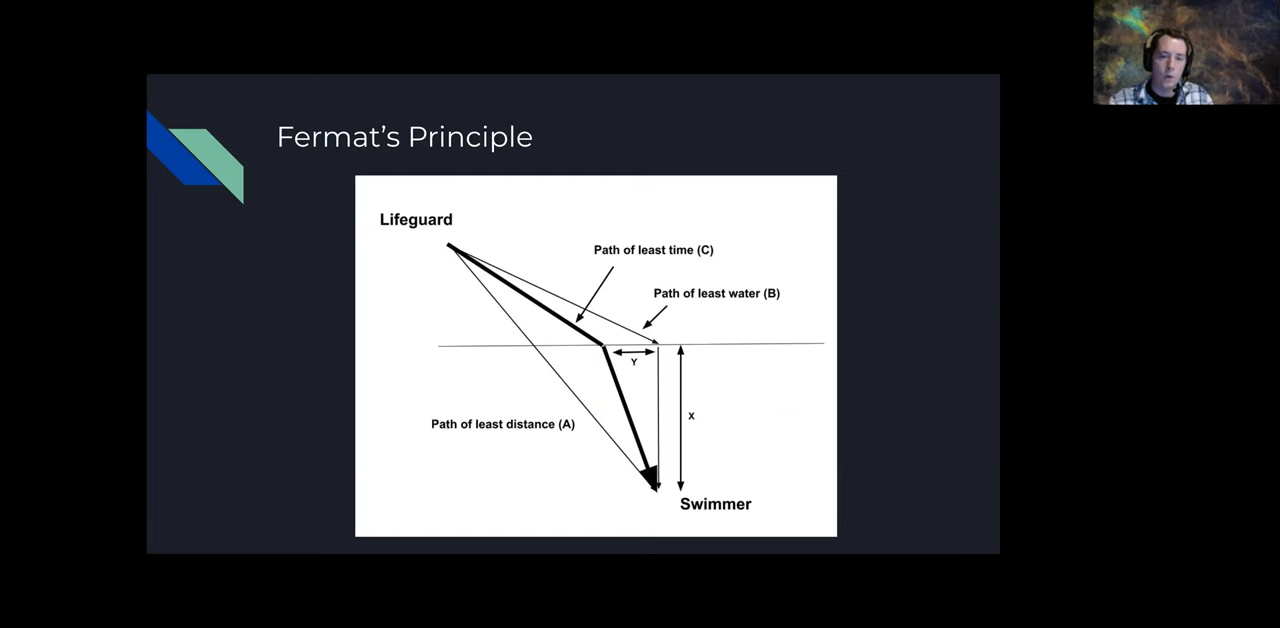 Fermat's Principle
Lifeguard
Path of least time (C)
Path of least water (B)
Y
X
Path of least distance (A)
Swimmer